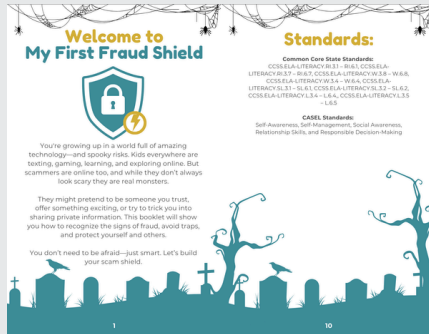 Welcome to
My First Fraud Shield
You're growing up in a world full of amazing
technology—and spooky risks. Kids everywhere are
texting, gaming, learning, and exploring online. But
scammers are online too, and while they don't always
look scary they are real monsters.
They might pretend to be someone you trust,
offer something exciting, or try to trick you into
sharing private information. This booklet will show
you how to recognize the signs of fraud, avoid traps,
and protect yourself and others.
You don't need to be afraid—just smart. Let's build
your scam shield.
1
Standards:
Common Core State Standards:
CCSS.ELA-LITERACY.RI.3.1 – RI.6.1, CCSS.ELA-
LITERACY.RI.3.7 – RI.6.7, CCSS.ELA-LITERACY.W.3.8 – W.6.8,
CCSS.ELA-LITERACY.W.3.4 – W.6.4, CCSS.ELA-
LITERACY.SL.3.1 – SL.6.1, CCSS.ELA-LITERACY.SL.3.2 – SL.6.2,
CCSS.ELA-LITERACY.L.3.4 – L.6.4,, CCSS.ELA-LITERACY.L.3.5
– L.6.5
CASEL Standards:
Self-Awareness, Self-Management, Social Awareness,
Relationship Skills, and Responsible Decision-Making
10